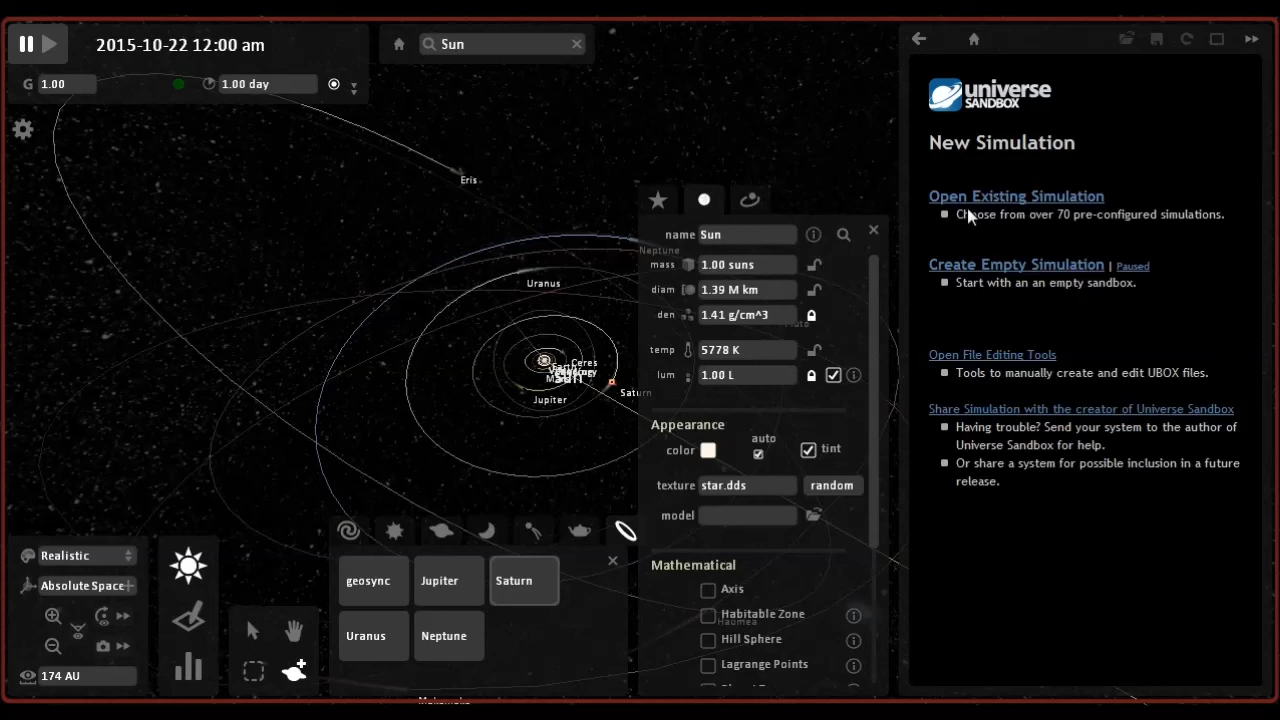 2015-10-22 12:00 am
Sun
G 1.00
1.00 day
universe
SANDBOX
New Simulation
Open Existing Simulation
Choose from over 70 pre-configured simulations.
Create Empty Simulation | Paused
Start with an an empty sandbox.
Open File Editing Tools
Tools to manually create and edit UBOX files.
Share Simulation with the creator of Universe Sandbox
Having trouble? Send your system to the author of
Universe Sandbox for help.
Or share a system for possible inclusion in a future
release.
Eris
Neptune
Uranus
Ceres
Jupiter
Saturn
name Sun
mass 1.00 suns
diam 1.39 M km
den 1.41 g/cm^3
Pluto
temp 5778 K
lum 1.00 L
Appearance
color
auto
tint
texture star.dds random
model
Mathematical
Axis
Habitable Zone
Haumea
Hill Sphere
Lagrange Points
Realistic
Absolute Space
174 AU
geosync
Jupiter
Saturn
Uranus
Neptune